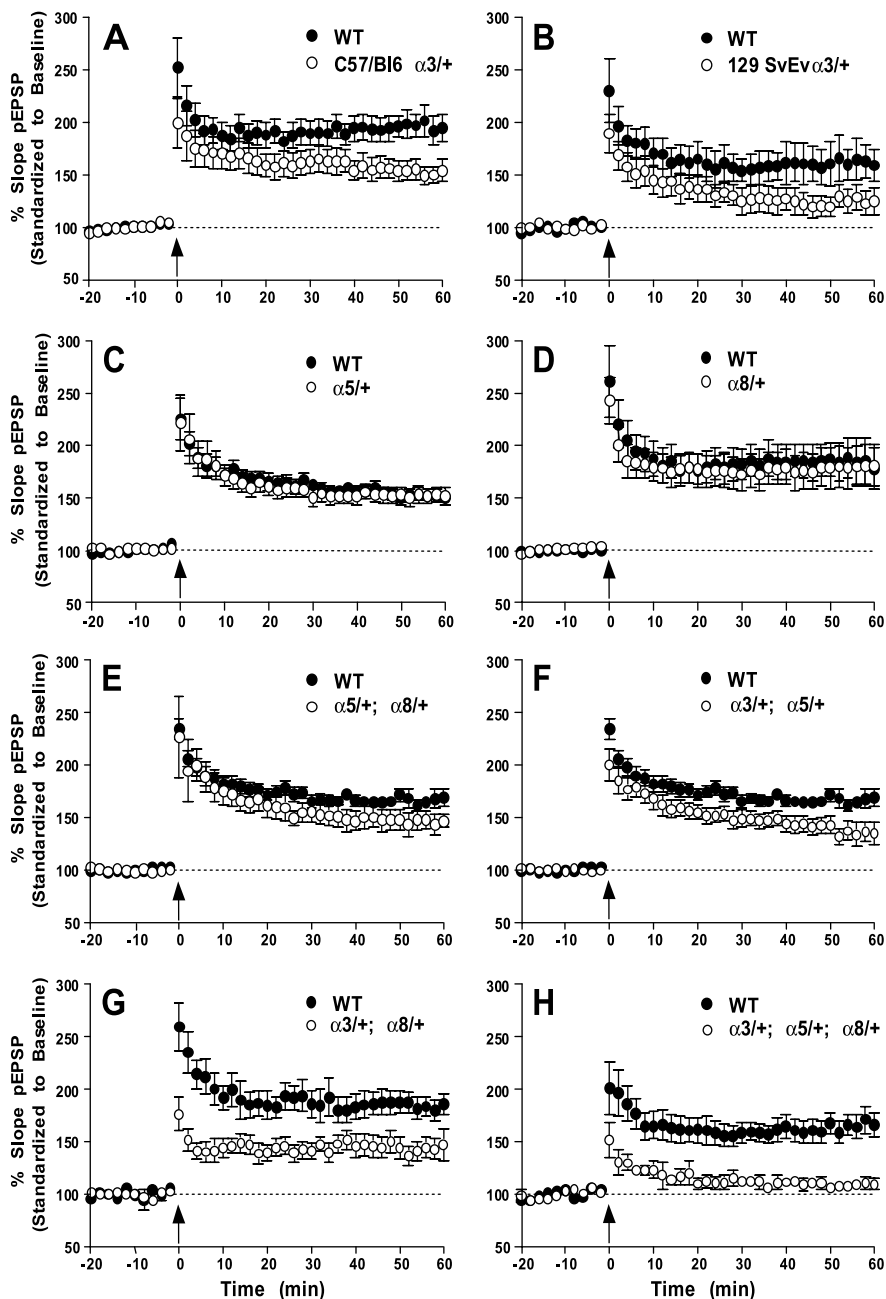 A
WT
C57/Bl6 α3/+
300
250
200
150
100
50
-20 -10 0 10 20 30 40 50 60
% Slope pEPSP
(Standardized to Baseline)
B
WT
129 SvEv α3/+
300
250
200
150
100
50
-20 -10 0 10 20 30 40 50 60
C
WT
α5/+
300
250
200
150
100
50
-20 -10 0 10 20 30 40 50 60
% Slope pEPSP
(Standardized to Baseline)
D
WT
α8/+
300
250
200
150
100
50
-20 -10 0 10 20 30 40 50 60
E
WT
α5/+; α8/+
300
250
200
150
100
50
-20 -10 0 10 20 30 40 50 60
% Slope pEPSP
(Standardized to Baseline)
F
WT
α3/+; α5/+
300
250
200
150
100
50
-20 -10 0 10 20 30 40 50 60
G
WT
α3/+; α8/+
300
250
200
150
100
50
-20 -10 0 10 20 30 40 50 60
% Slope pEPSP
(Standardized to Baseline)
Time (min)
H
WT
α3/+; α5/+; α8/+
300
250
200
150
100
50
-20 -10 0 10 20 30 40 50 60
Time (min)